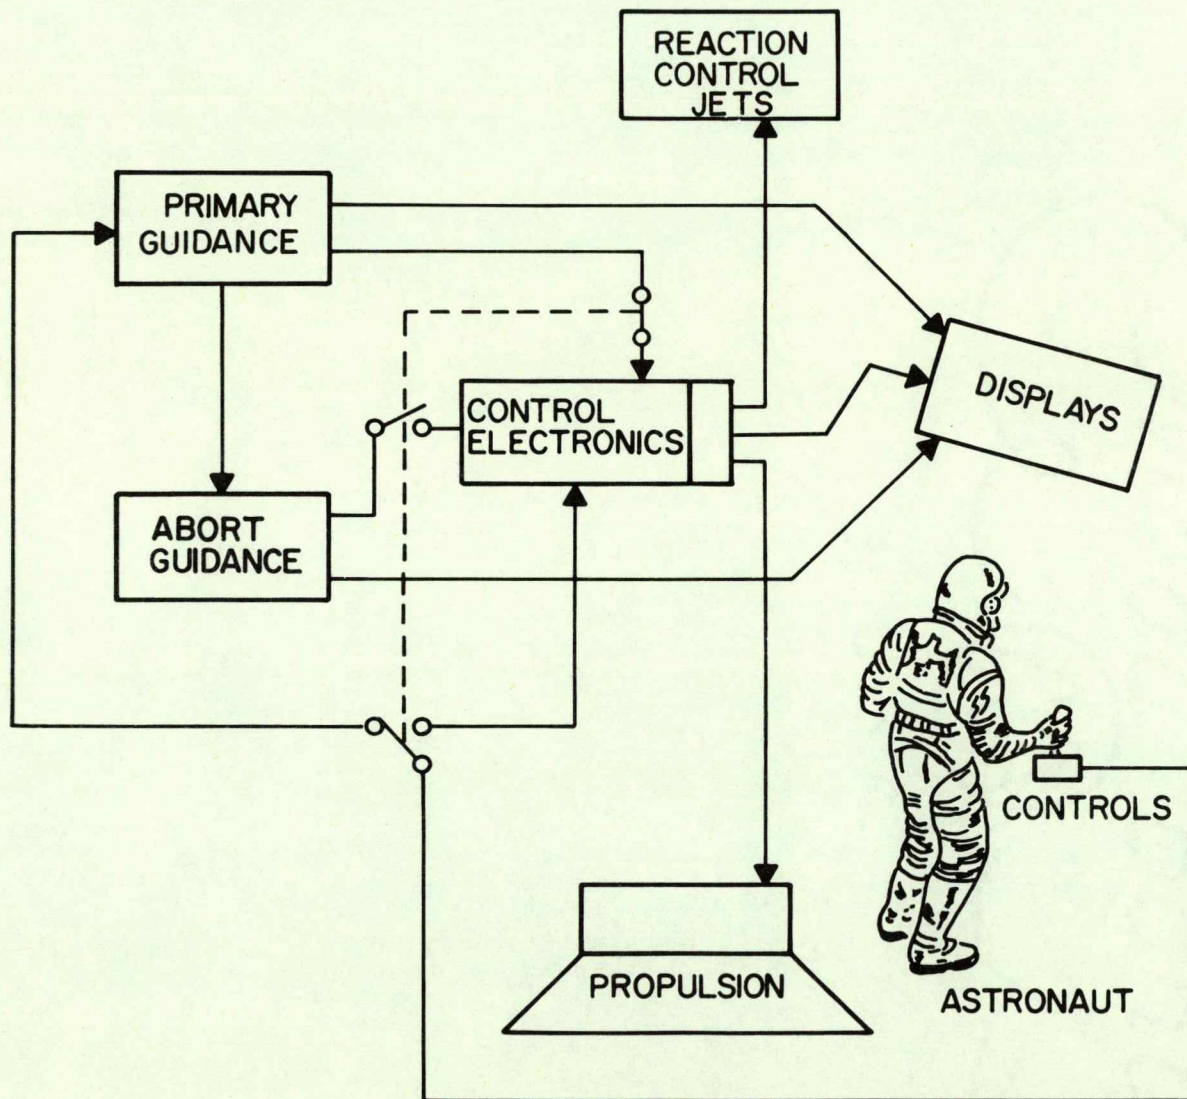 REACTION
CONTROL
JETS
PRIMARY
GUIDANCE
CONTROL
ELECTRONICS
DISPLAYS
ABORT
GUIDANCE
CONTROLS
PROPULSION
ASTRONAUT